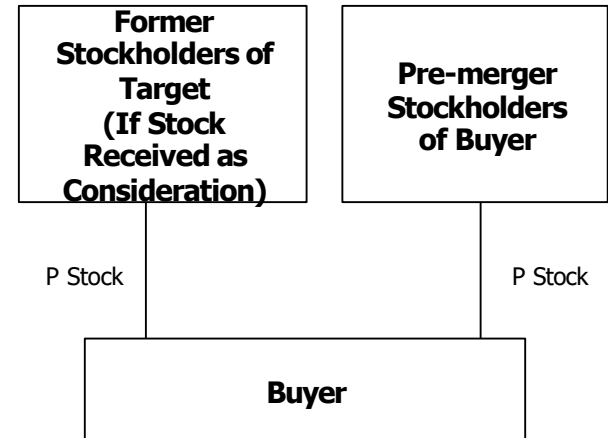 Former
Stockholders of
Target
(If Stock
Received as
Consideration)
Pre-merger
Stockholders
of Buyer
P Stock
P Stock
Buyer